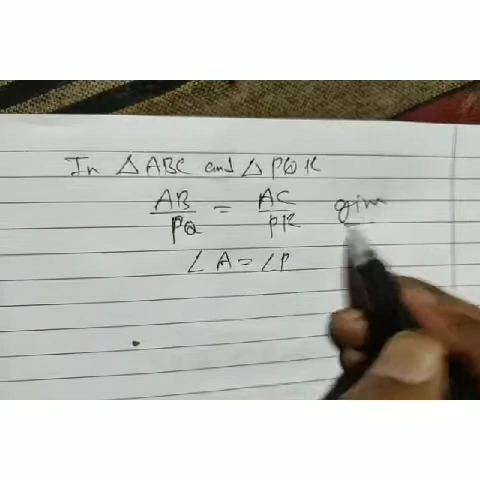 In △ ABC and △ PQR
AB/PQ = AC/PR given
∠ A = ∠P